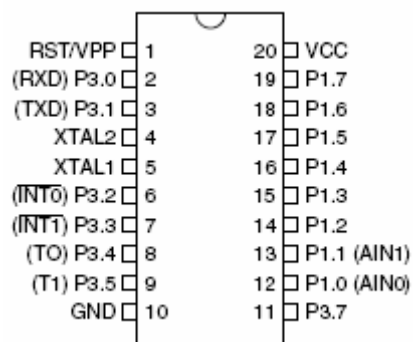 RST/VPP 1 20 VCC
(RXD) P3.0 2 19 P1.7
(TXD) P3.1 3 18 P1.6
XTAL2 4 17 P1.5
XTAL1 5 16 P1.4
(I̅N̅T̅0̅) P3.2 6 15 P1.3
(I̅N̅T̅1̅) P3.3 7 14 P1.2
(TO) P3.4 8 13 P1.1 (AIN1)
(T1) P3.5 9 12 P1.0 (AIN0)
GND 10 11 P3.7